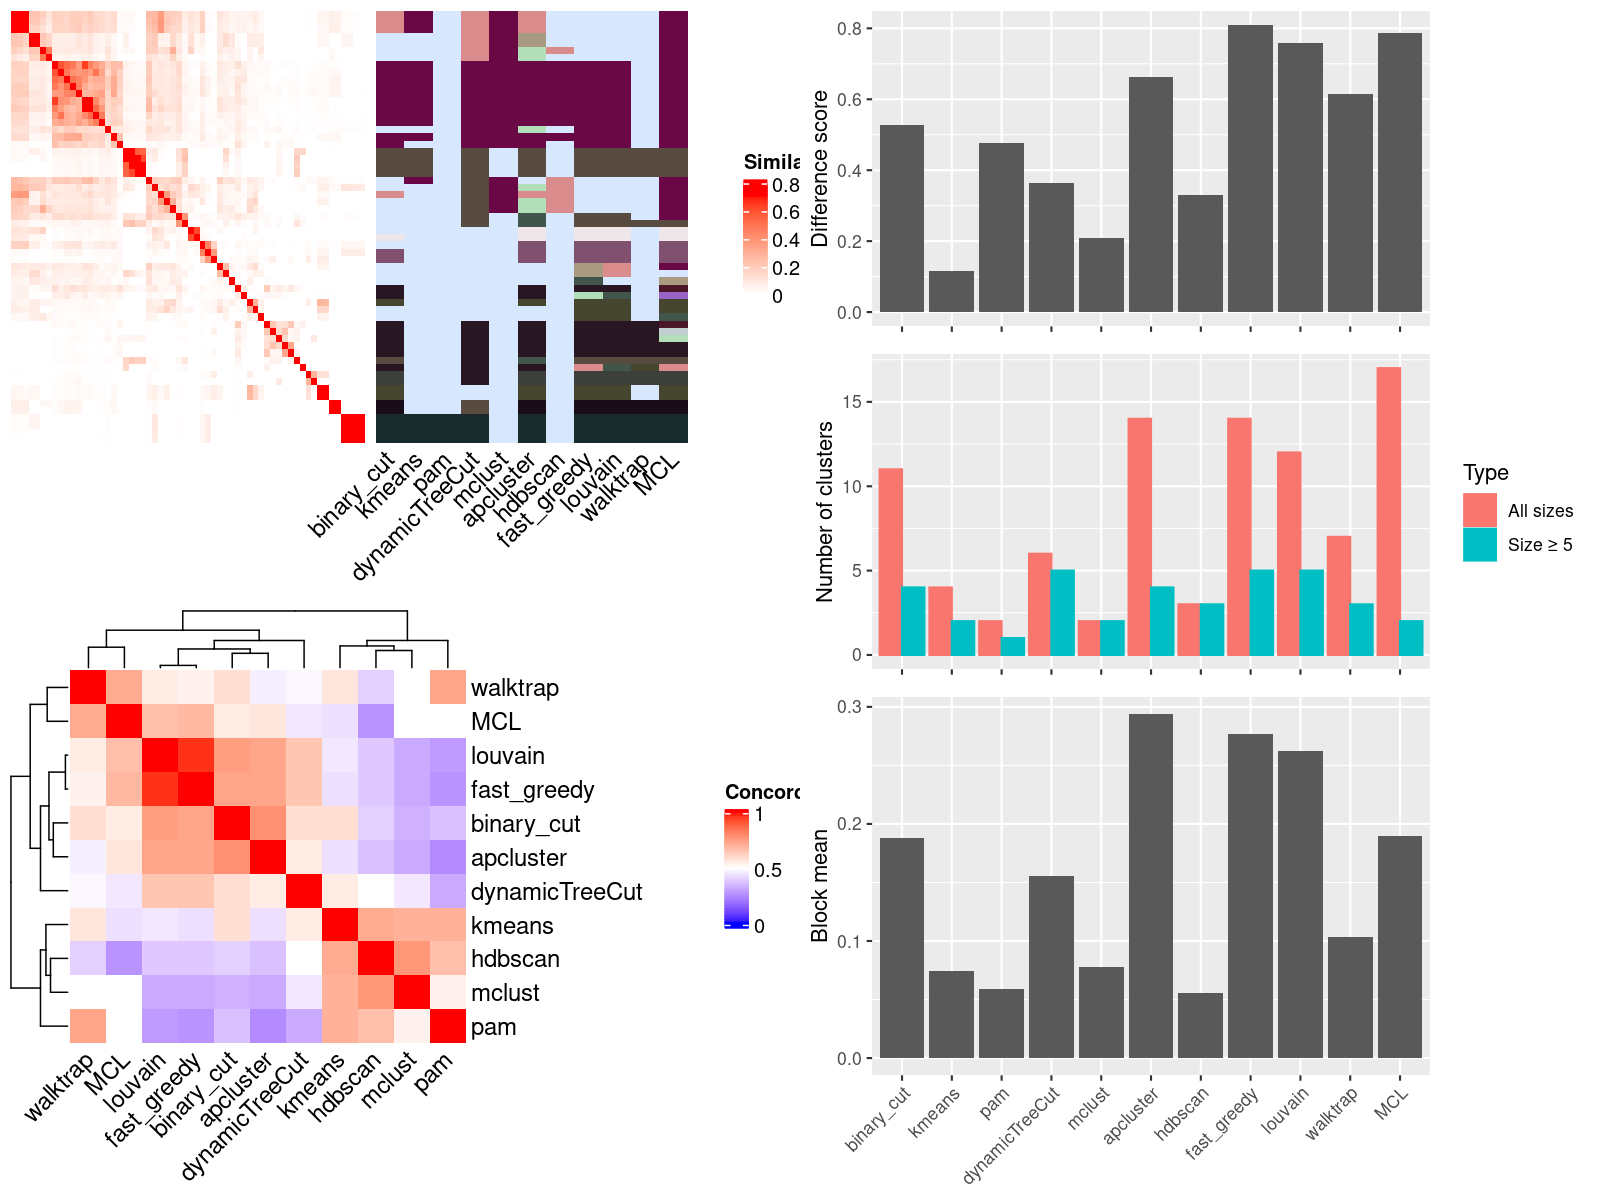 Simila
0.8
0.6
0.4
0.2
0
binary_cut
kmeans
pam
dynamicTreeCut
mclust
apcluster
hdbscan
fast_greedy
louvain
walktrap
MCL
walktrap
MCL
louvain
fast_greedy
binary_cut
apcluster
dynamicTreeCut
kmeans
hdbscan
mclust
pam
walktrap
MCL
louvain
fast_greedy
binary_cut
apcluster
dynamicTreeCut
kmeans
hdbscan
mclust
pam
Concord
1
0.5
0
Difference score
0.8
0.6
0.4
0.2
0.0
Number of clusters
15
10
5
0
Type
All sizes
Size ≥ 5
Block mean
0.3
0.2
0.1
0.0
binary_cut
kmeans
pam
dynamicTreeCut
mclust
apcluster
hdbscan
fast_greedy
louvain
walktrap
MCL